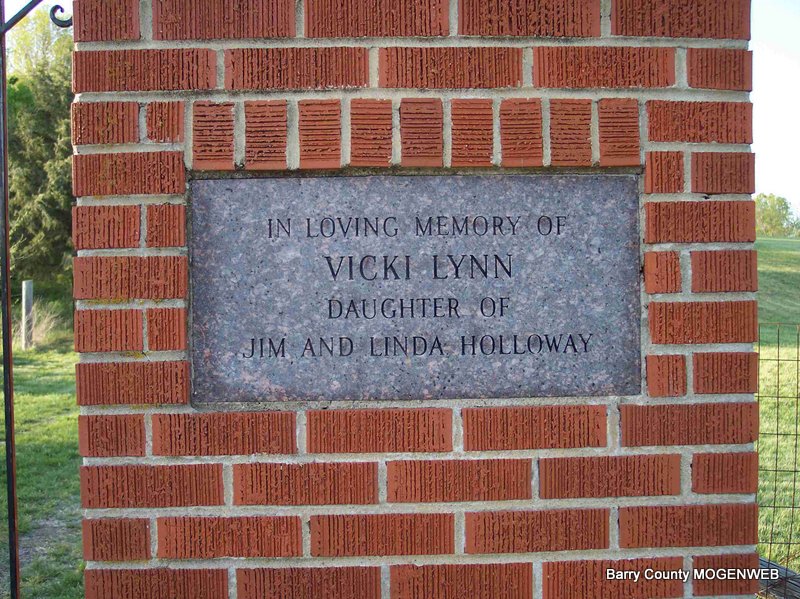 IN LOVING MEMORY OF
VICKI LYNN
DAUGHTER OF
JIM AND LINDA HOLLOWAY
Barry County MOGENWEB